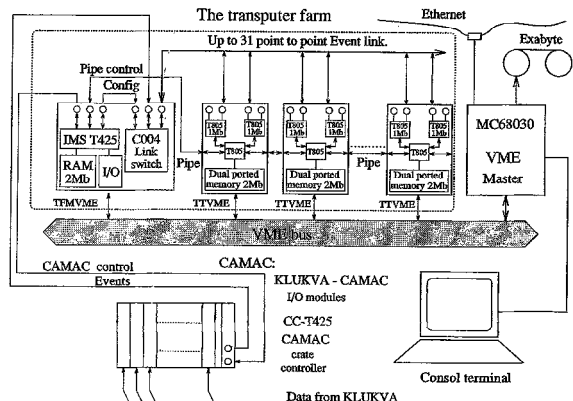 The transputer farm
Ethernet
Exabyte
Up to 31 point to point Event link.
Pipe control
Config
IMS T425
RAM
2Mb
I/O
C004
Link
switch
T805
1Mb
T805
1Mb
T805
Dual ported
memory 2Mb
T805
1Mb
T805
1Mb
T805
Dual ported
memory 2Mb
T805
1Mb
T805
1Mb
T805
Dual ported
memory 2Mb
Pipe
Pipe
MC68030
VME
Master
TFMVME
TTVME
TTVME
TTVME
VME bus
CAMAC control
Events
CAMAC:
KLUKVA - CAMAC
I/O modules
CC-T425
CAMAC
crate
controller
Consol terminal
Data from KLUKVA